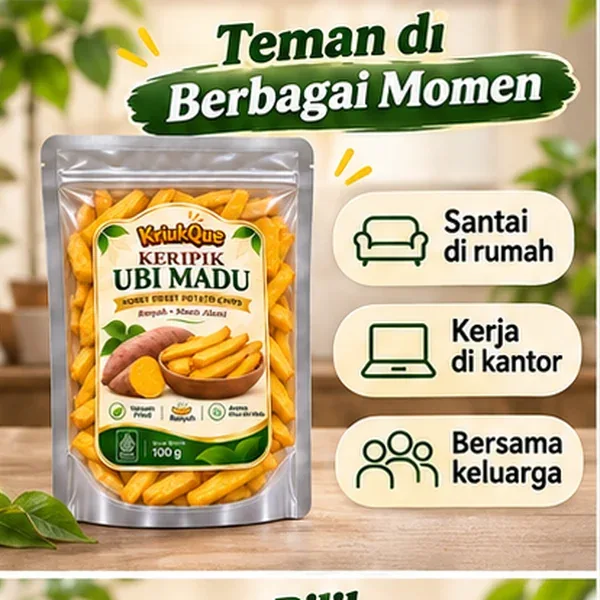 Teman di
Berbagai Momen
KriukQue
KERIPIK
UBI MADU
HONEY SWEET POTATO CHIPS
Renyah • Manis Alami
Renyah
100 g
Santai
di rumah
Kerja
di kantor
Bersama
keluarga